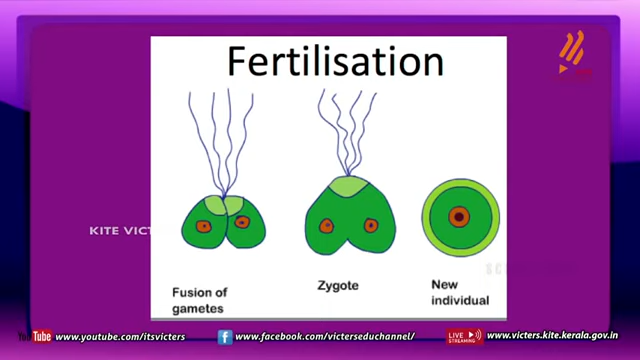 Fertilisation
KITE VICT
Fusion of
gametes
Zygote
New
individual
YouTube www.youtube.com/itsvicters
f www.facebook.com/victerseduchannel/
LIVE
STREAMING
www.victers.kite.kerala.gov.in